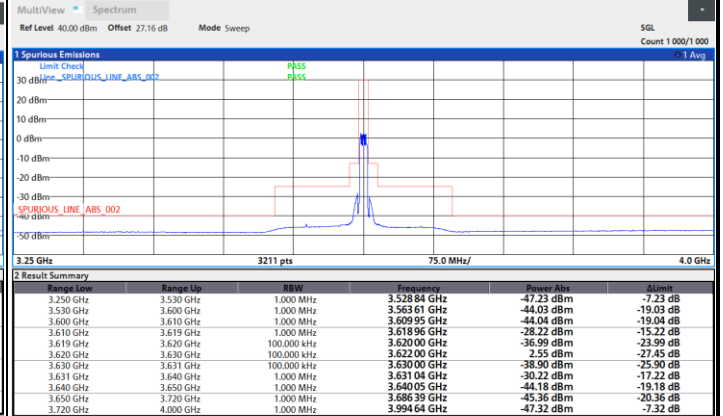 MultiView Spectrum
Ref Level 40.00 dBm Offset 27.16 dB Mode Sweep SGL
Count 1 000/1 000
1 Spurious Emissions 1 Avg
Limit Check PASS
Line _SPURIOUS_LINE_ABS_002 PASS
30 dBm
20 dBm
10 dBm
0 dBm
-10 dBm
-20 dBm
-30 dBm
SPURIOUS_LINE_ABS_002
-40 dBm
-50 dBm
3.25 GHz 3211 pts 75.0 MHz/ 4.0 GHz
2 Result Summary
Range Low Range Up RBW Frequency Power Abs ΔLimit
3.250 GHz 3.530 GHz 1.000 MHz 3.528 84 GHz -47.23 dBm -7.23 dB
3.530 GHz 3.600 GHz 1.000 MHz 3.563 61 GHz -44.03 dBm -19.03 dB
3.600 GHz 3.610 GHz 1.000 MHz 3.609 95 GHz -44.04 dBm -19.04 dB
3.610 GHz 3.619 GHz 1.000 MHz 3.618 96 GHz -28.22 dBm -15.22 dB
3.619 GHz 3.620 GHz 100.000 kHz 3.620 00 GHz -36.99 dBm -23.99 dB
3.620 GHz 3.630 GHz 100.000 kHz 3.622 00 GHz 2.55 dBm -27.45 dB
3.630 GHz 3.631 GHz 100.000 kHz 3.630 00 GHz -38.90 dBm -25.90 dB
3.631 GHz 3.640 GHz 1.000 MHz 3.631 04 GHz -30.22 dBm -17.22 dB
3.640 GHz 3.650 GHz 1.000 MHz 3.640 05 GHz -44.18 dBm -19.18 dB
3.650 GHz 3.720 GHz 1.000 MHz 3.686 39 GHz -45.36 dBm -20.36 dB
3.720 GHz 4.000 GHz 1.000 MHz 3.994 64 GHz -47.32 dBm -7.32 dB